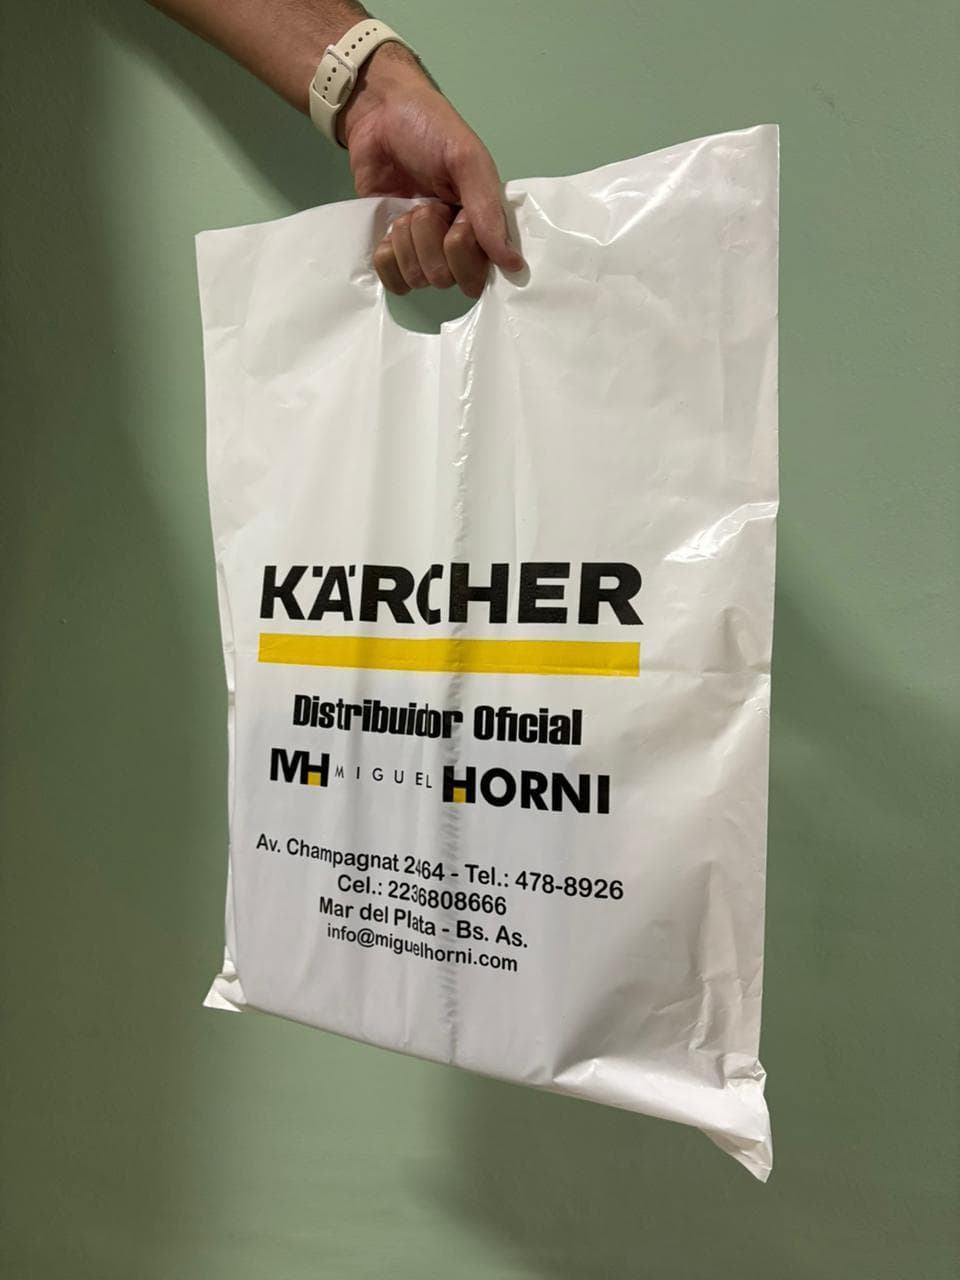 KÄRCHER
Distribuidor Oficial
MH MIGUEL HORNI
Av. Champagnat 2464 - Tel.: 478-8926
Cel.: 2236808666
Mar del Plata - Bs. As.
info@miguelhorni.com